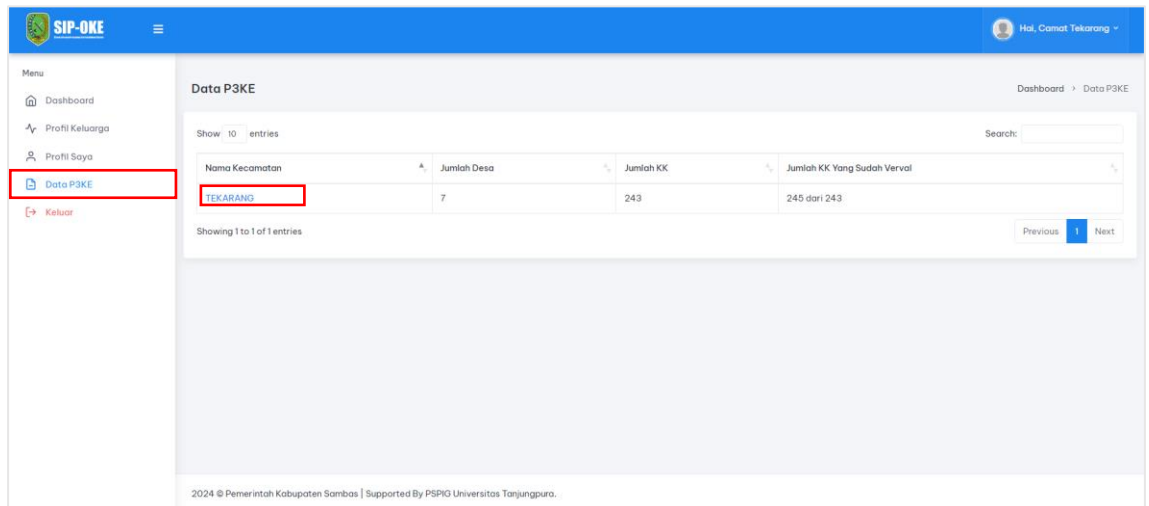 SIP-OKE
Hai, Camat Tekarang
Menu
Dashboard
Profil Keluarga
Profil Saya
Data P3KE
Keluar
Data P3KE
Dashboard > Data P3KE
Show 10 entries
Search:
Nama Kecamatan Jumlah Desa Jumlah KK Jumlah KK Yang Sudah Verval
TEKARANG 7 243 245 dari 243
Showing 1 to 1 of 1 entries
Previous 1 Next
2024 © Pemerintah Kabupaten Sambas | Supported By PSPIG Universitas Tanjungpura.